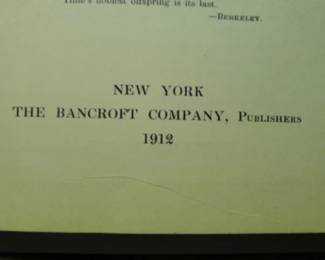 Time's noblest offspring is its last.
—Berkeley.
NEW YORK
THE BANCROFT COMPANY, Publishers
1912